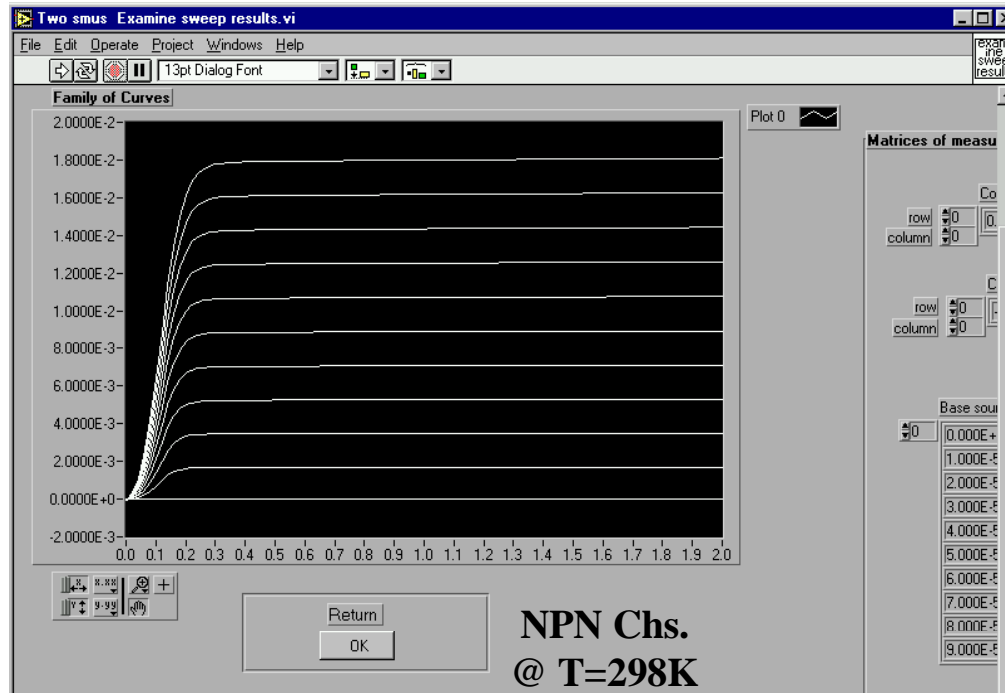 Two smus  Examine sweep results.vi
File Edit Operate Project Windows Help
13pt Dialog Font
Family of Curves
Plot 0
2.0000E-2
1.8000E-2
1.6000E-2
1.4000E-2
1.2000E-2
1.0000E-2
8.0000E-3
6.0000E-3
4.0000E-3
2.0000E-3
0.0000E+0
-2.0000E-3
0.0 0.1 0.2 0.3 0.4 0.5 0.6 0.7 0.8 0.9 1.0 1.1 1.2 1.3 1.4 1.5 1.6 1.7 1.8 1.9 2.0
Matrices of measu
Co
row 0 0.
column 0
C
row 0 -
column 0
Base sour
0 0.000E+
1.000E-5
2.000E-5
3.000E-5
4.000E-5
5.000E-5
6.000E-5
7.000E-5
8.000E-5
9.000E-5
Return
OK
NPN Chs.
@ T=298K